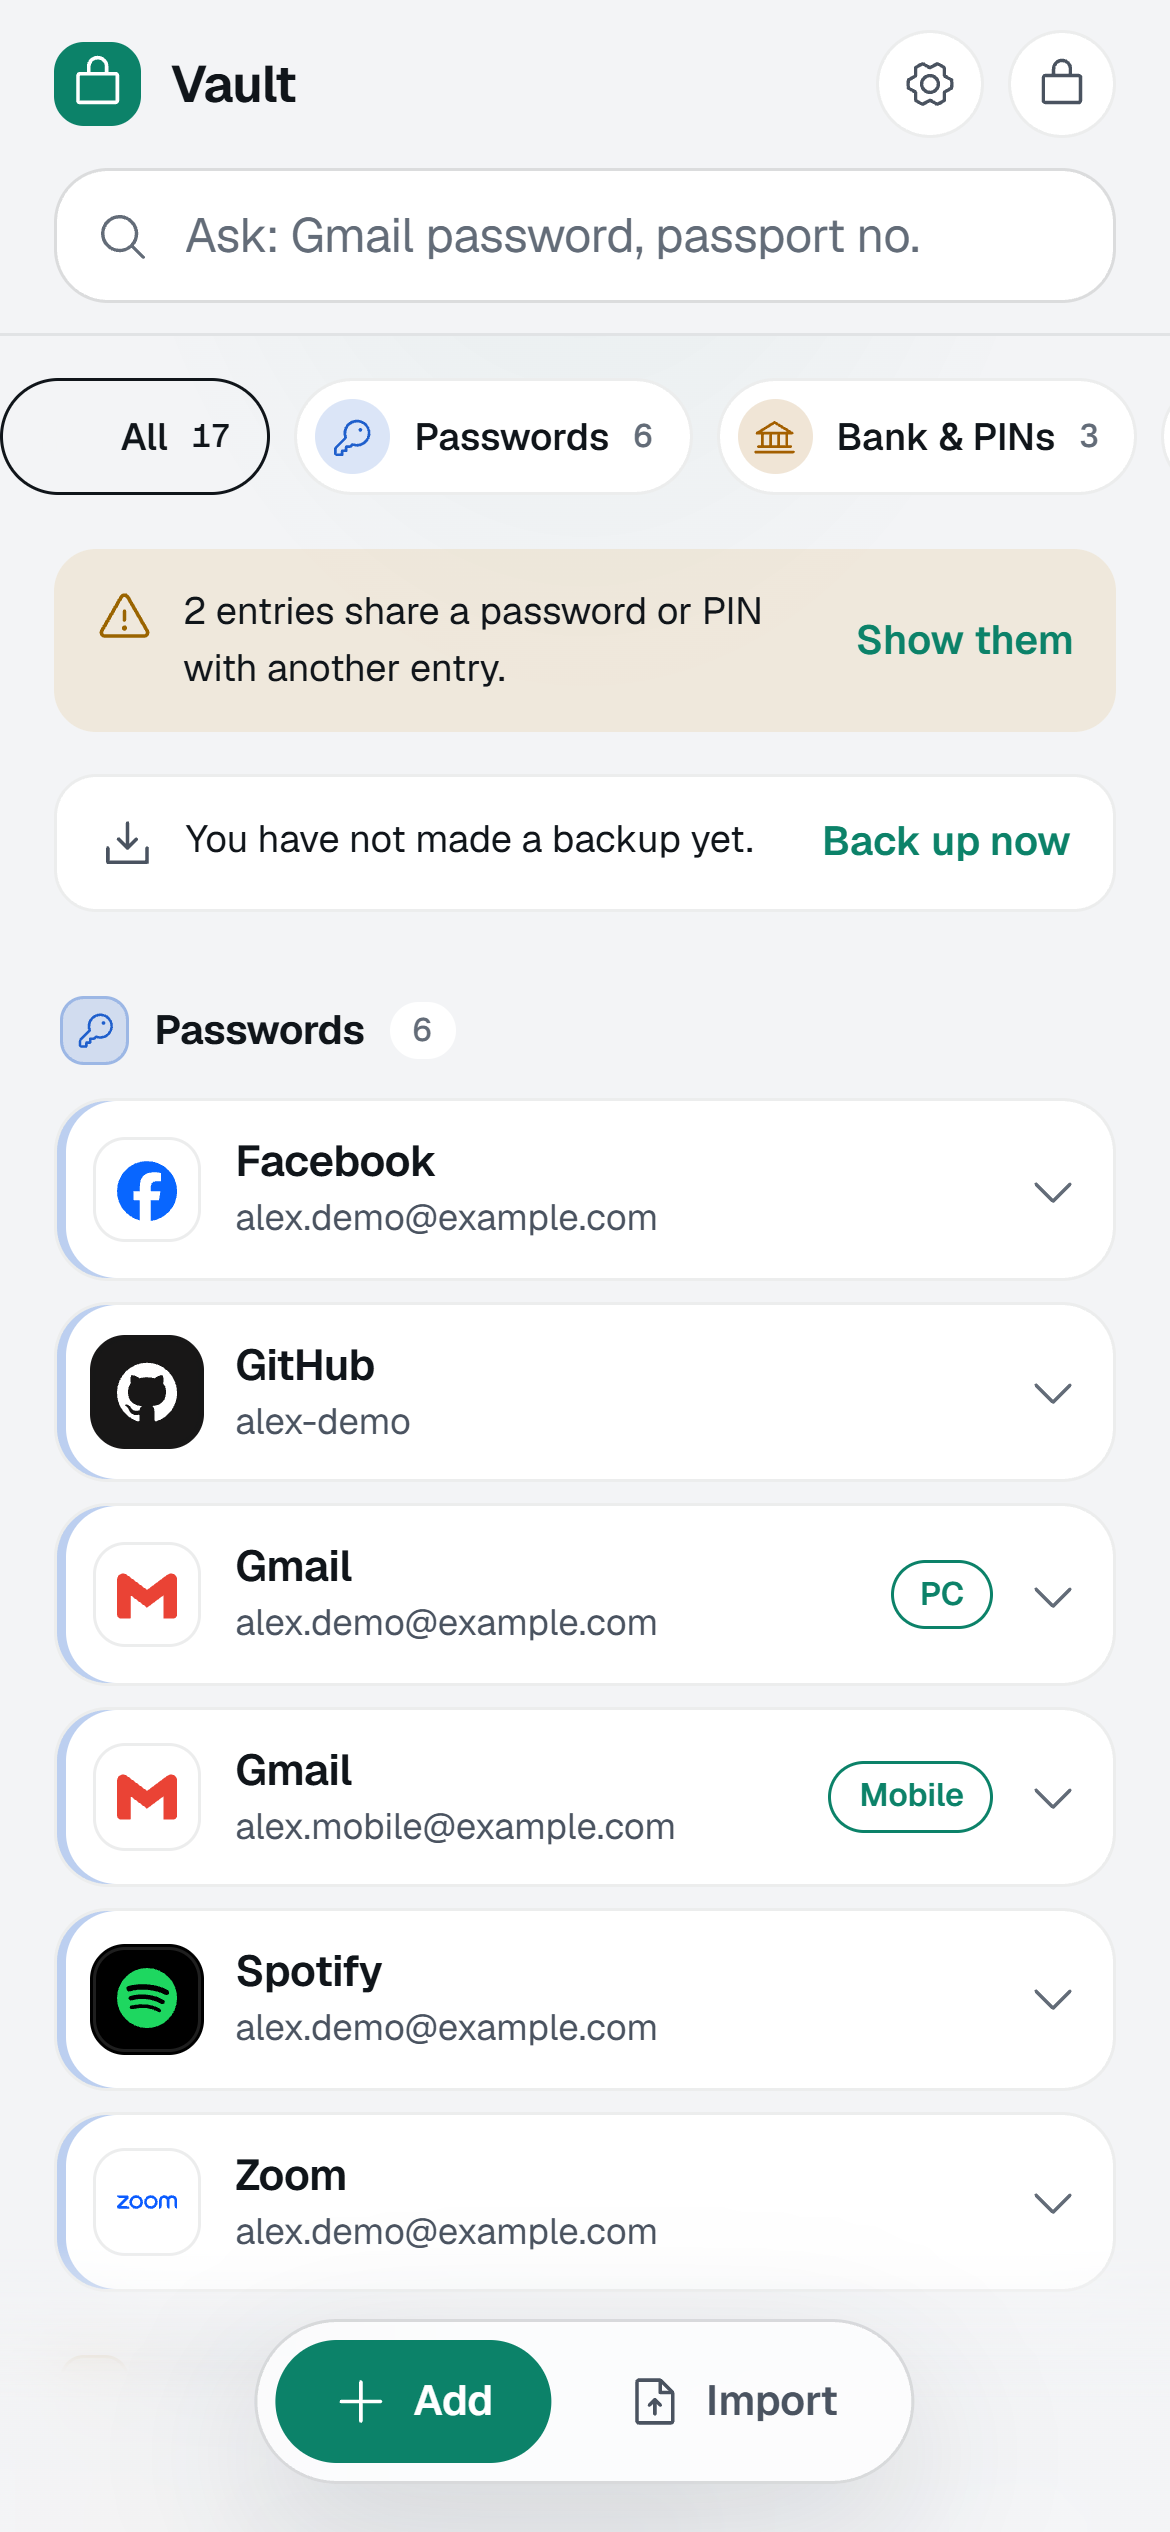 Vault
Ask: Gmail password, passport no.
All 17
Passwords 6
Bank & PINs 3
2 entries share a password or PIN
with another entry.
Show them
You have not made a backup yet.
Back up now
Passwords 6
Facebook
alex.demo@example.com
GitHub
alex-demo
Gmail
alex.demo@example.com
PC
Gmail
alex.mobile@example.com
Mobile
Spotify
alex.demo@example.com
zoom
Zoom
alex.demo@example.com
Add
Import